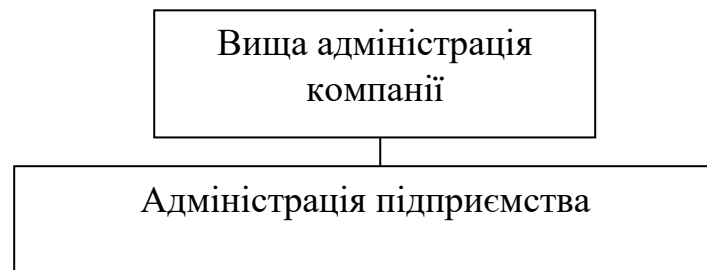 Вища адміністрація
компанії
Адміністрація підприємства